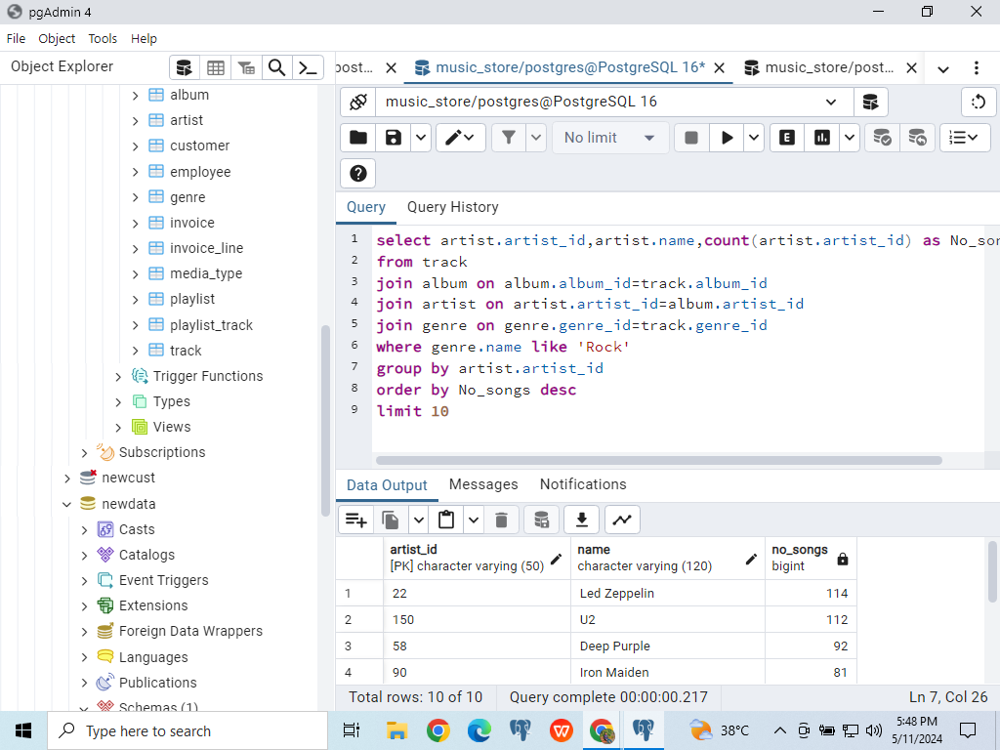 pgAdmin 4
File Object Tools Help
Object Explorer
post...
music_store/postgres@PostgreSQL 16*
music_store/post...
album
artist
customer
employee
genre
invoice
invoice_line
media_type
playlist
playlist_track
track
Trigger Functions
Types
Views
Subscriptions
newcust
newdata
Casts
Catalogs
Event Triggers
Extensions
Foreign Data Wrappers
Languages
Publications
Schemas (1)
music_store/postgres@PostgreSQL 16
No limit
E
Query Query History
1 select artist.artist_id,artist.name,count(artist.artist_id) as No_son
2 from track
3 join album on album.album_id=track.album_id
4 join artist on artist.artist_id=album.artist_id
5 join genre on genre.genre_id=track.genre_id
6 where genre.name like 'Rock'
7 group by artist.artist_id
8 order by No_songs desc
9 limit 10
Data Output Messages Notifications
artist_id name no_songs
[PK] character varying (50) character varying (120) bigint
1 22 Led Zeppelin 114
2 150 U2 112
3 58 Deep Purple 92
4 90 Iron Maiden 81
Total rows: 10 of 10 Query complete 00:00:00.217 Ln 7, Col 26
Type here to search
W
38°C
5:48 PM
5/11/2024